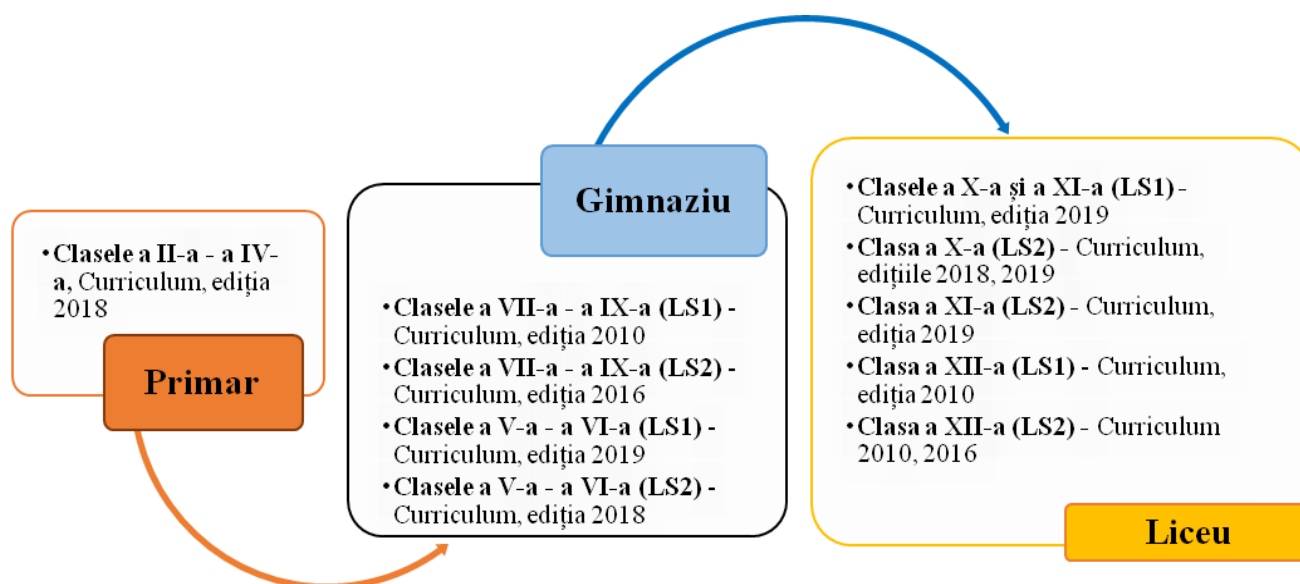 •Clasele a II-a - a IV-
a, Curriculum, ediția
2018
Primar
Gimnaziu
•Clasele a VII-a - a IX-a (LS1) -
Curriculum, ediția 2010
•Clasele a VII-a - a IX-a (LS2) -
Curriculum, ediția 2016
•Clasele a V-a - a VI-a (LS1) -
Curriculum, ediția 2019
•Clasele a V-a - a VI-a (LS2) -
Curriculum, ediția 2018
•Clasele a X-a și a XI-a (LS1) -
Curriculum, ediția 2019
•Clasa a X-a (LS2) - Curriculum,
edițiile 2018, 2019
•Clasa a XI-a (LS2) - Curriculum,
ediția 2019
•Clasa a XII-a (LS1) - Curriculum,
ediția 2010
•Clasa a XII-a (LS2) - Curriculum
2010, 2016
Liceu